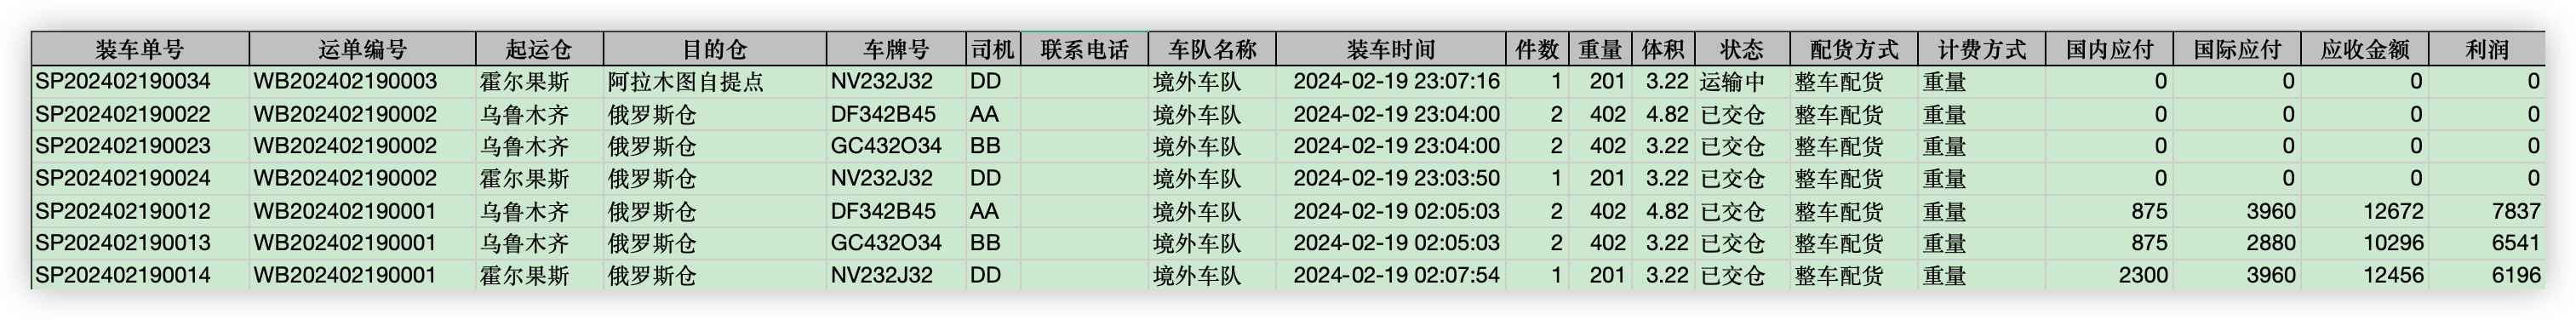 装车单号 运单编号 起运仓 目的仓 车牌号 司机 联系电话 车队名称 装车时间 件数 重量 体积 状态 配货方式 计费方式 国内应付 国际应付 应收金额 利润
SP202402190034 WB202402190003 霍尔果斯 阿拉木图自提点 NV232J32 DD 境外车队 2024-02-19 23:07:16 1 201 3.22 运输中 整车配货 重量 0 0 0 0
SP202402190022 WB202402190002 乌鲁木齐 俄罗斯仓 DF342B45 AA 境外车队 2024-02-19 23:04:00 2 402 4.82 已交仓 整车配货 重量 0 0 0 0
SP202402190023 WB202402190002 乌鲁木齐 俄罗斯仓 GC432O34 BB 境外车队 2024-02-19 23:04:00 2 402 3.22 已交仓 整车配货 重量 0 0 0 0
SP202402190024 WB202402190002 霍尔果斯 俄罗斯仓 NV232J32 DD 境外车队 2024-02-19 23:03:50 1 201 3.22 已交仓 整车配货 重量 0 0 0 0
SP202402190012 WB202402190001 乌鲁木齐 俄罗斯仓 DF342B45 AA 境外车队 2024-02-19 02:05:03 2 402 4.82 已交仓 整车配货 重量 875 3960 12672 7837
SP202402190013 WB202402190001 乌鲁木齐 俄罗斯仓 GC432O34 BB 境外车队 2024-02-19 02:05:03 2 402 3.22 已交仓 整车配货 重量 875 2880 10296 6541
SP202402190014 WB202402190001 霍尔果斯 俄罗斯仓 NV232J32 DD 境外车队 2024-02-19 02:07:54 1 201 3.22 已交仓 整车配货 重量 2300 3960 12456 6196